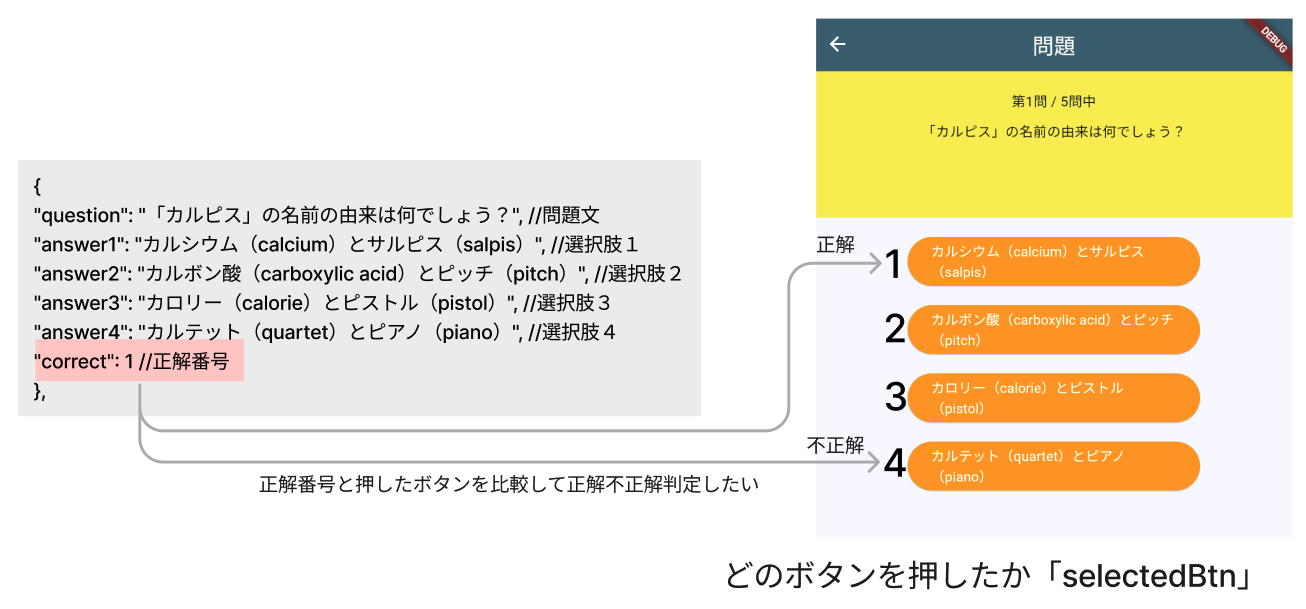 {
"question": "「カルピス」の名前の由来は何でしょう？", //問題文
"answer1": "カルシウム（calcium）とサルピス（salpis）", //選択肢１
"answer2": "カルボン酸（carboxylic acid）とピッチ（pitch）", //選択肢２
"answer3": "カロリー（calorie）とピストル（pistol）", //選択肢３
"answer4": "カルテット（quartet）とピアノ（piano）", //選択肢４
"correct": 1 //正解番号
},
正解番号と押したボタンを比較して正解不正解判定したい
問題
DEBUG
第1問 / 5問中
「カルピス」の名前の由来は何でしょう？
正解
1
カルシウム（calcium）とサルピス
（salpis）
2
カルボン酸（carboxylic acid）とピッチ
（pitch）
3
カロリー（calorie）とピストル
（pistol）
不正解
4
カルテット（quartet）とピアノ
（piano）
どのボタンを押したか「selectedBtn」